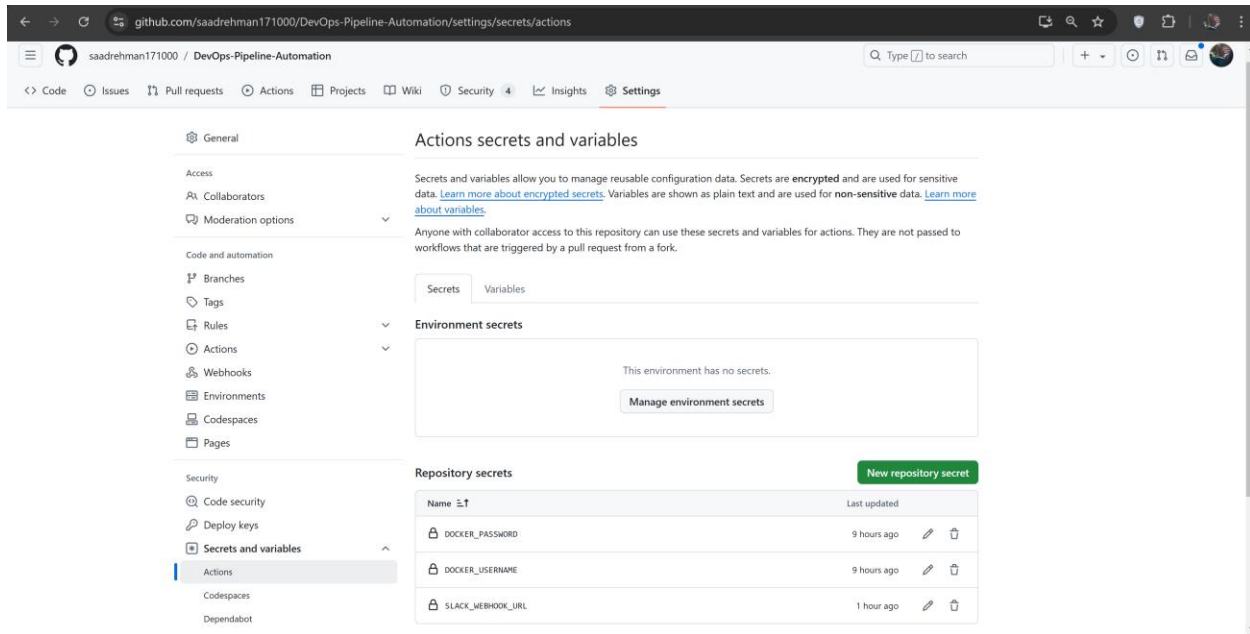 github.com/saadrehman171000/DevOps-Pipeline-Automation/settings/secrets/actions
saadrehman171000 / DevOps-Pipeline-Automation
Type / to search
<> Code Issues Pull requests Actions Projects Wiki Security 4 Insights Settings
General
Access
Collaborators
Moderation options
Code and automation
Branches
Tags
Rules
Actions
Webhooks
Environments
Codespaces
Pages
Security
Code security
Deploy keys
Secrets and variables
Actions
Codespaces
Dependabot
Actions secrets and variables
Secrets and variables allow you to manage reusable configuration data. Secrets are encrypted and are used for sensitive
data. Learn more about encrypted secrets. Variables are shown as plain text and are used for non-sensitive data. Learn more
about variables.
Anyone with collaborator access to this repository can use these secrets and variables for actions. They are not passed to
workflows that are triggered by a pull request from a fork.
Secrets Variables
Environment secrets
This environment has no secrets.
Manage environment secrets
Repository secrets New repository secret
Name Last updated
DOCKER_PASSWORD 9 hours ago
DOCKER_USERNAME 9 hours ago
SLACK_WEBHOOK_URL 1 hour ago